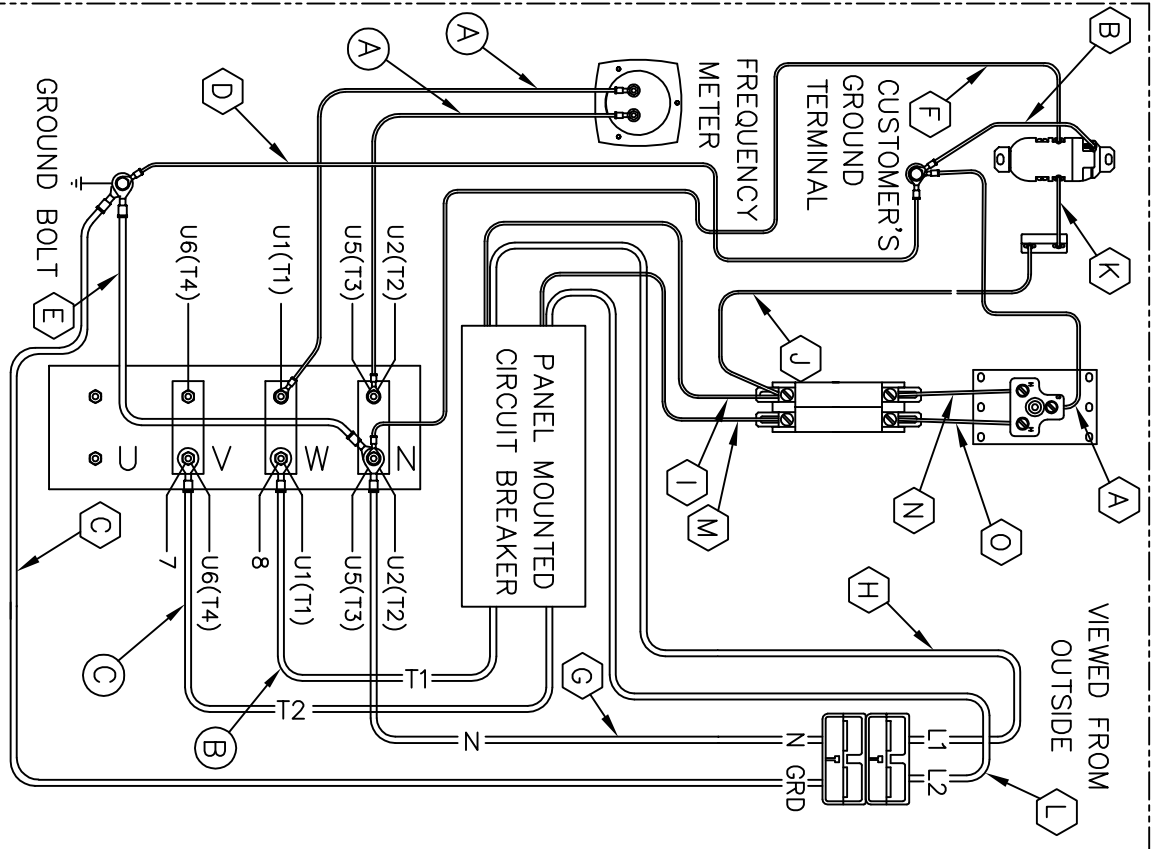 B
K
A
VIEWED FROM
OUTSIDE
L
O
F
N
L1
L2
CUSTOMER'S
GROUND
TERMINAL
H
J
N
GRD
FREQUENCY
METER
M
I
G
PANEL MOUNTED
CIRCUIT BREAKER
A
A
N
T1
T2
B
U2(T2)
U5(T3)
N
U2(T2)
U5(T3)
U1(T1)
W
U1(T1)
8
D
U6(T4)
V
U6(T4)
7
C
U
E
C
GROUND BOLT